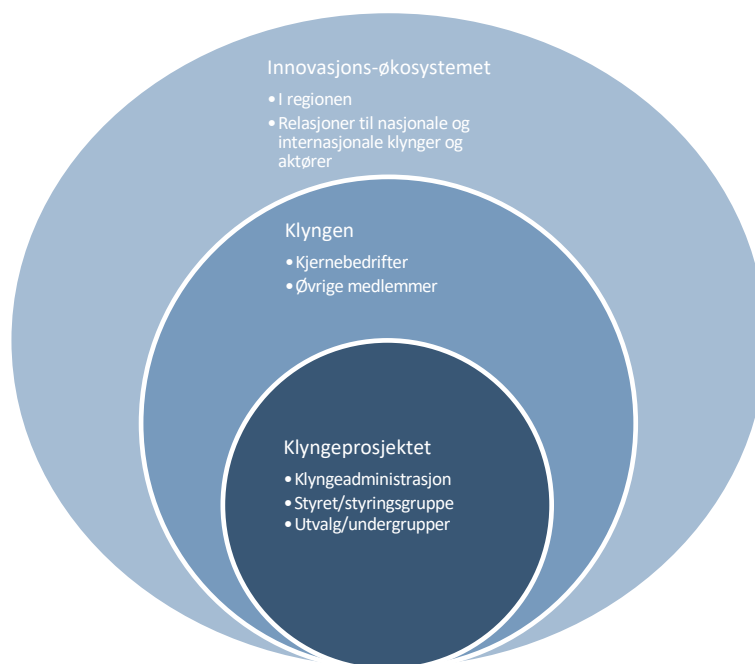 Innovasjons-økosystemet
• I regionen
• Relasjoner til nasjonale og
internasjonale klynger og
aktører
Klyngen
• Kjernebedrifter
• Øvrige medlemmer
Klyngeprosjektet
• Klyngeadministrasjon
• Styret/styringsgruppe
• Utvalg/undergrupper